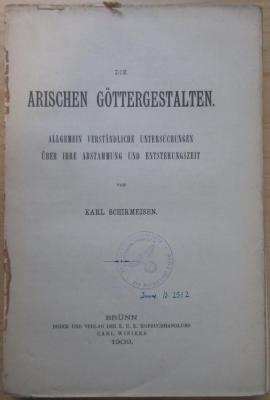 DIE
ARISCHEN GÖTTERGESTALTEN.
ALLGEMEIN VERSTÄNDLICHE UNTERSUCHUNGEN
ÜBER IHRE ABSTAMMUNG UND ENTSTEHUNGSZEIT
VON
KARL SCHIRMEISEN.
BRÜNN
DRUCK UND VERLAG DER K. U. K. HOFBUCHHANDLUNG
CARL WINIKER
1909.